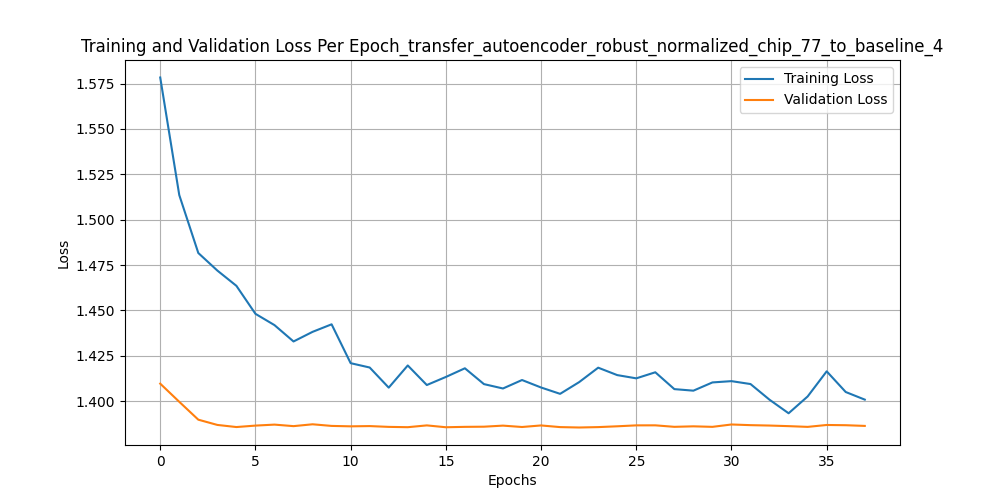 Training and Validation Loss Per Epoch_transfer_autoencoder_robust_normalized_chip_77_to_baseline_4
Training Loss
Validation Loss
1.575
1.550
1.525
1.500
1.475
1.450
1.425
1.400
Loss
0 5 10 15 20 25 30 35
Epochs